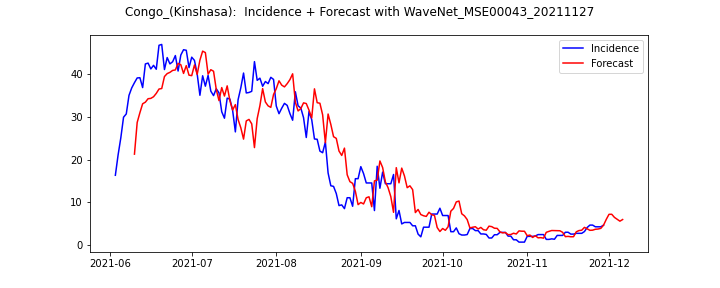 Congo_(Kinshasa):  Incidence + Forecast with WaveNet_MSE00043_20211127
Incidence
Forecast
40
30
20
10
0
2021-06 2021-07 2021-08 2021-09 2021-10 2021-11 2021-12